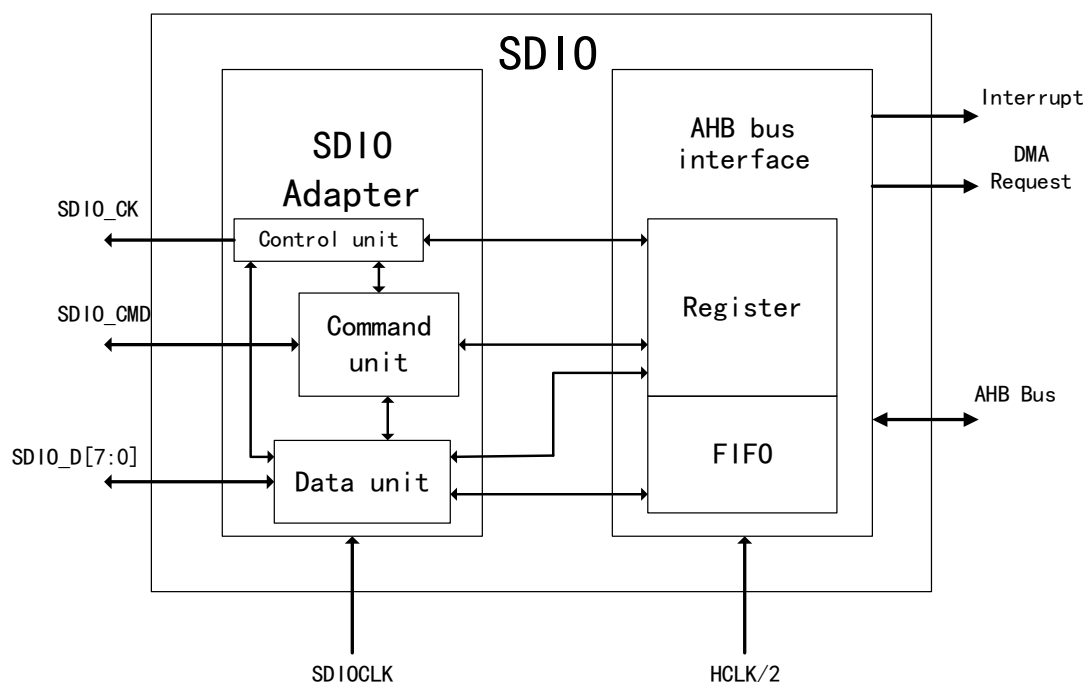 SDIO
Interrupt
AHB bus
interface
DMA
Request
SDIO
Adapter
SDIO_CK
Control unit
SDIO_CMD
Command
unit
Register
AHB Bus
SDIO_D[7:0]
Data unit
FIFO
SDIOCLK
HCLK/2